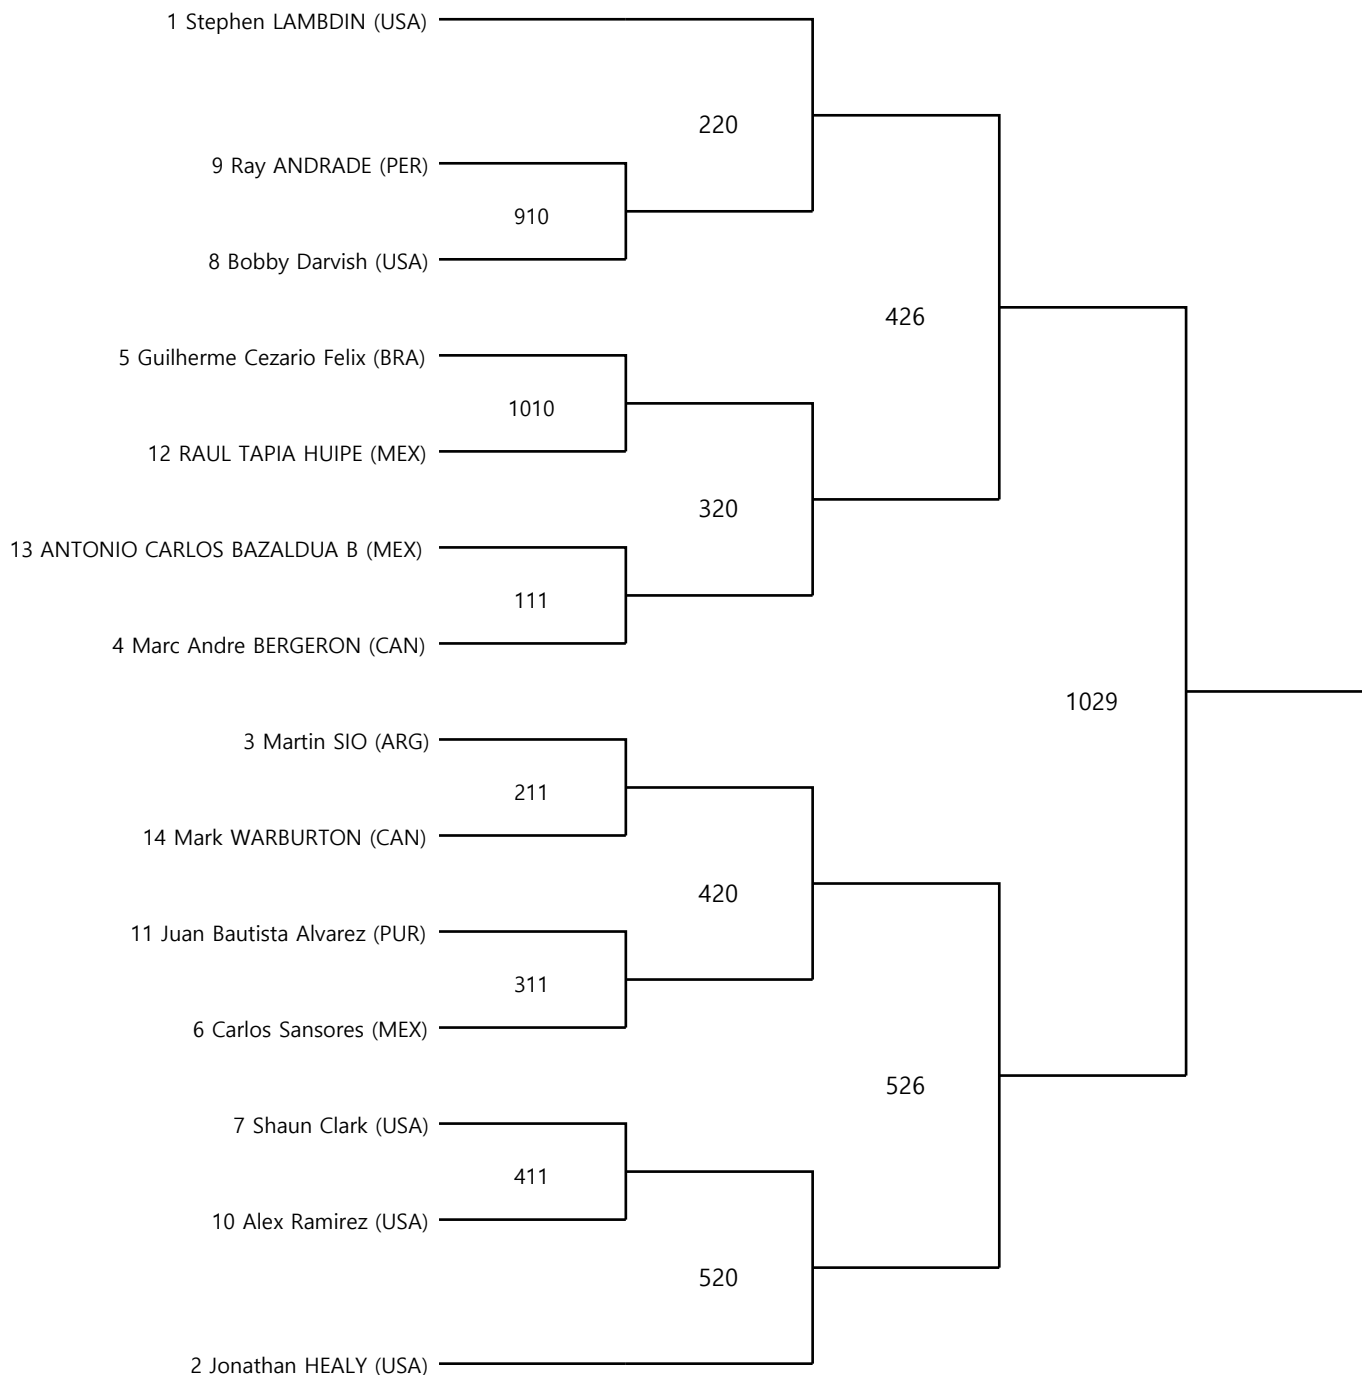 1 Stephen LAMBDIN (USA)
220
9 Ray ANDRADE (PER)
910
8 Bobby Darvish (USA)
426
5 Guilherme Cezario Felix (BRA)
1010
12 RAUL TAPIA HUIPE (MEX)
320
13 ANTONIO CARLOS BAZALDUA B (MEX)
111
4 Marc Andre BERGERON (CAN)
1029
3 Martin SIO (ARG)
211
14 Mark WARBURTON (CAN)
420
11 Juan Bautista Alvarez (PUR)
311
6 Carlos Sansores (MEX)
526
7 Shaun Clark (USA)
411
10 Alex Ramirez (USA)
520
2 Jonathan HEALY (USA)